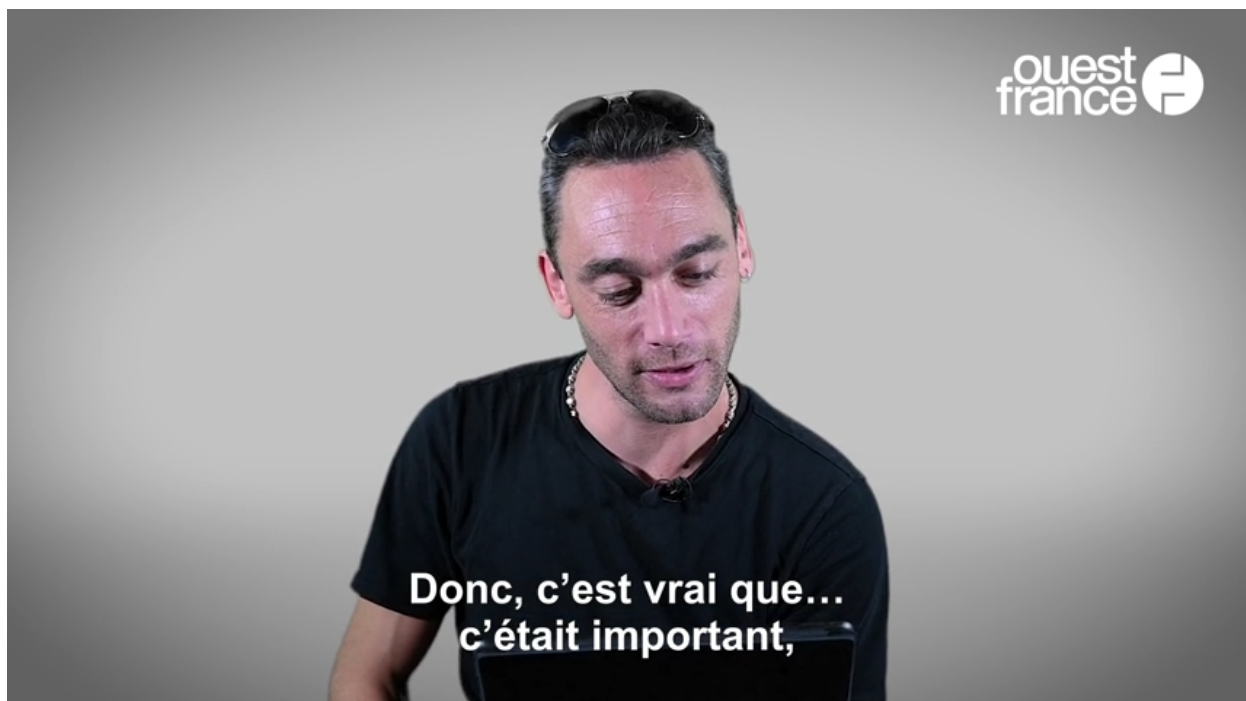 ouest
france
Donc, c’est vrai que…
c’était important,